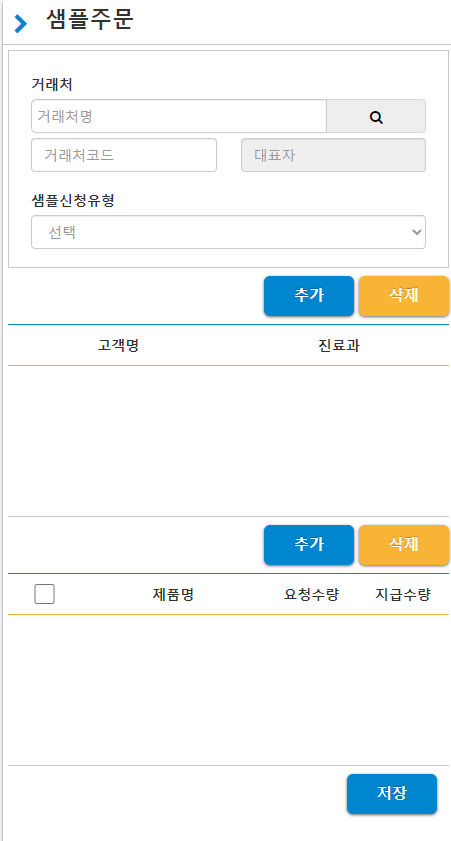 샘플주문
거래처
거래처명
거래처코드 대표자
샘플신청유형
선택
추가 삭제
고객명 진료과
추가 삭제
제품명 요청수량 지급수량
저장